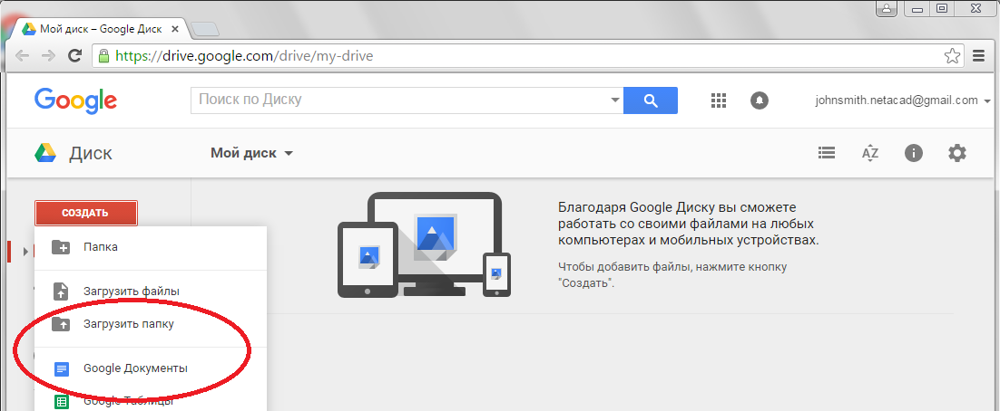 Мой диск – Google Диск
https://drive.google.com/drive/my-drive
Google
Поиск по Диску
johnsmith.netacad@gmail.com
Диск
Мой диск
AZ
СОЗДАТЬ
Благодаря Google Диску вы сможете
работать со своими файлами на любых
компьютерах и мобильных устройствах.
Чтобы добавить файлы, нажмите кнопку
"Создать".
Папка
Загрузить файлы
Загрузить папку
Google Документы
Google Таблицы